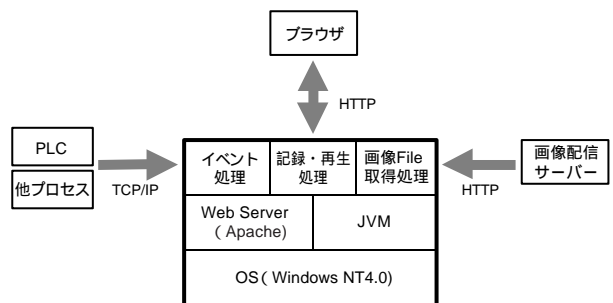 ブラウザ
HTTP
PLC
他プロセス
TCP/IP
イベント
処理
記録・再生
処理
画像File
取得処理
HTTP
画像配信
サーバー
Web Server
(Apache)
JVM
OS(Windows NT4.0)